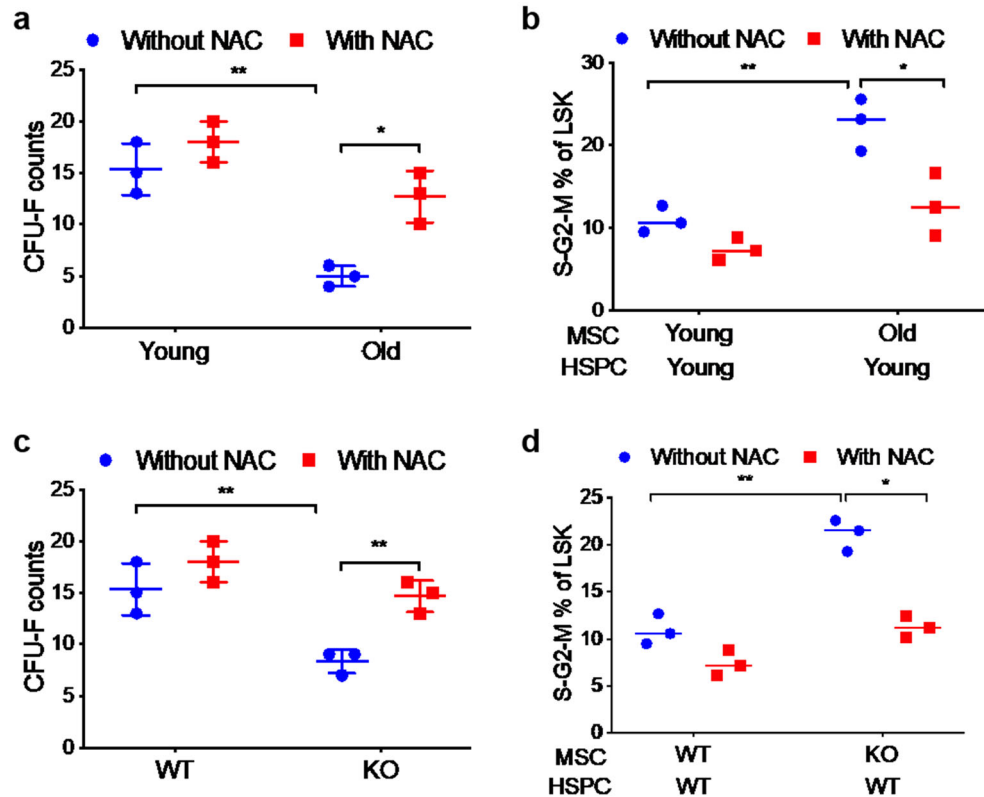 a
Without NAC With NAC
25
20
15
10
5
0
CFU-F counts
**
*
Young Old
b
Without NAC With NAC
30
20
10
0
S-G2-M % of LSK
**
*
MSC Young Old
HSPC Young Young
c
Without NAC With NAC
25
20
15
10
5
0
CFU-F counts
**
**
WT KO
d
Without NAC With NAC
25
20
15
10
5
0
S-G2-M % of LSK
**
*
MSC WT KO
HSPC WT WT